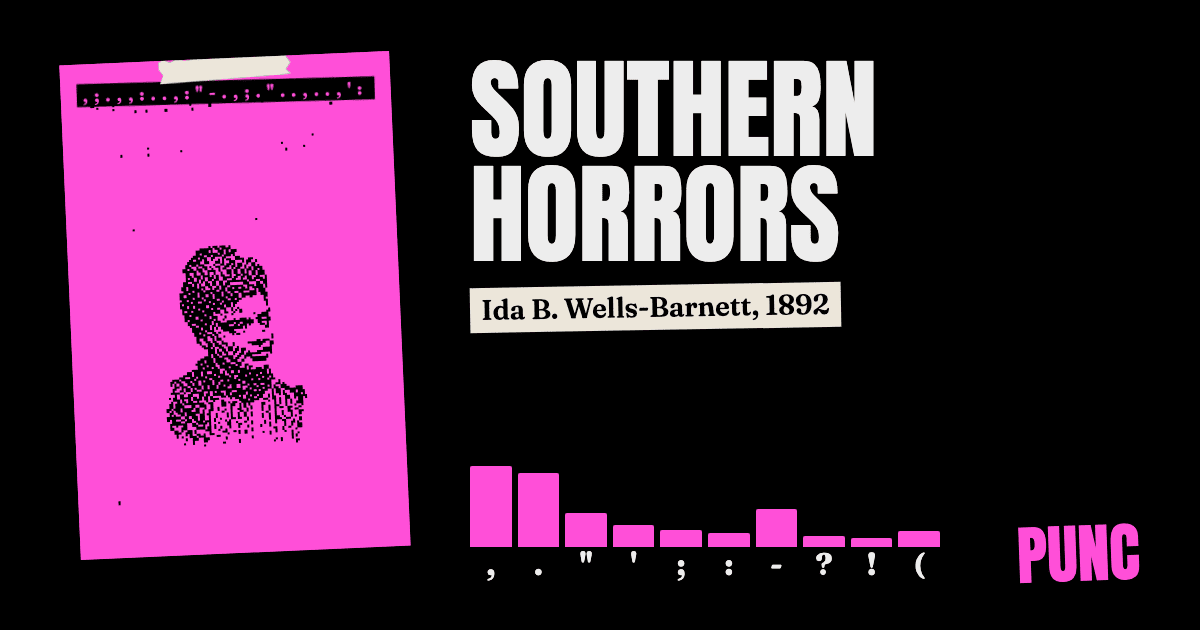 ,;.,,:..,:"-.,;.".,..,':
SOUTHERN
HORRORS
Ida B. Wells-Barnett, 1892
, . " ' ; : - ? ! (
PUNC